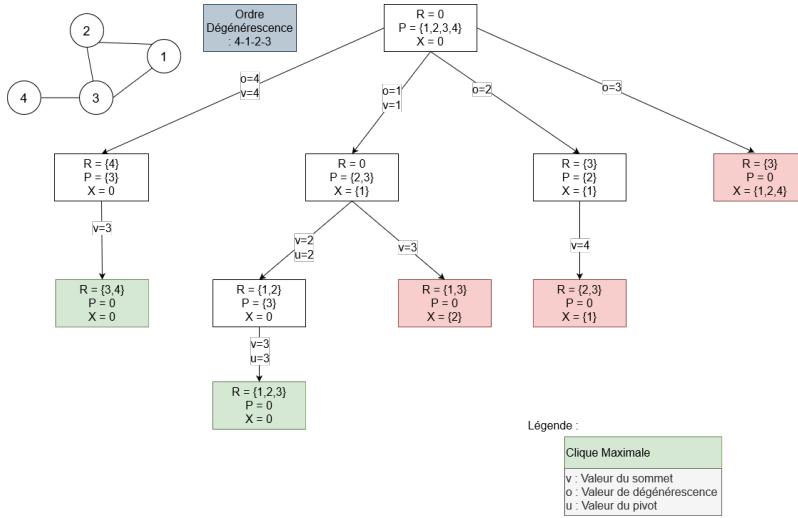 Ordre
Dégénérescence
: 4-1-2-3
R = 0
P = {1,2,3,4}
X = 0
2
1
4
3
o=4
v=4
o=1
v=1
o=2
o=3
R = {4}
P = {3}
X = 0
R = 0
P = {2,3}
X = {1}
R = {3}
P = {2}
X = {1}
R = {3}
P = 0
X = {1,2,4}
v=3
v=2
u=2
v=3
v=4
R = {3,4}
P = 0
X = 0
R = {1,2}
P = {3}
X = 0
R = {1,3}
P = 0
X = {2}
R = {2,3}
P = 0
X = {1}
v=3
u=3
R = {1,2,3}
P = 0
X = 0
Légende :
Clique Maximale
v : Valeur du sommet
o : Valeur de dégénérescence
u : Valeur du pivot